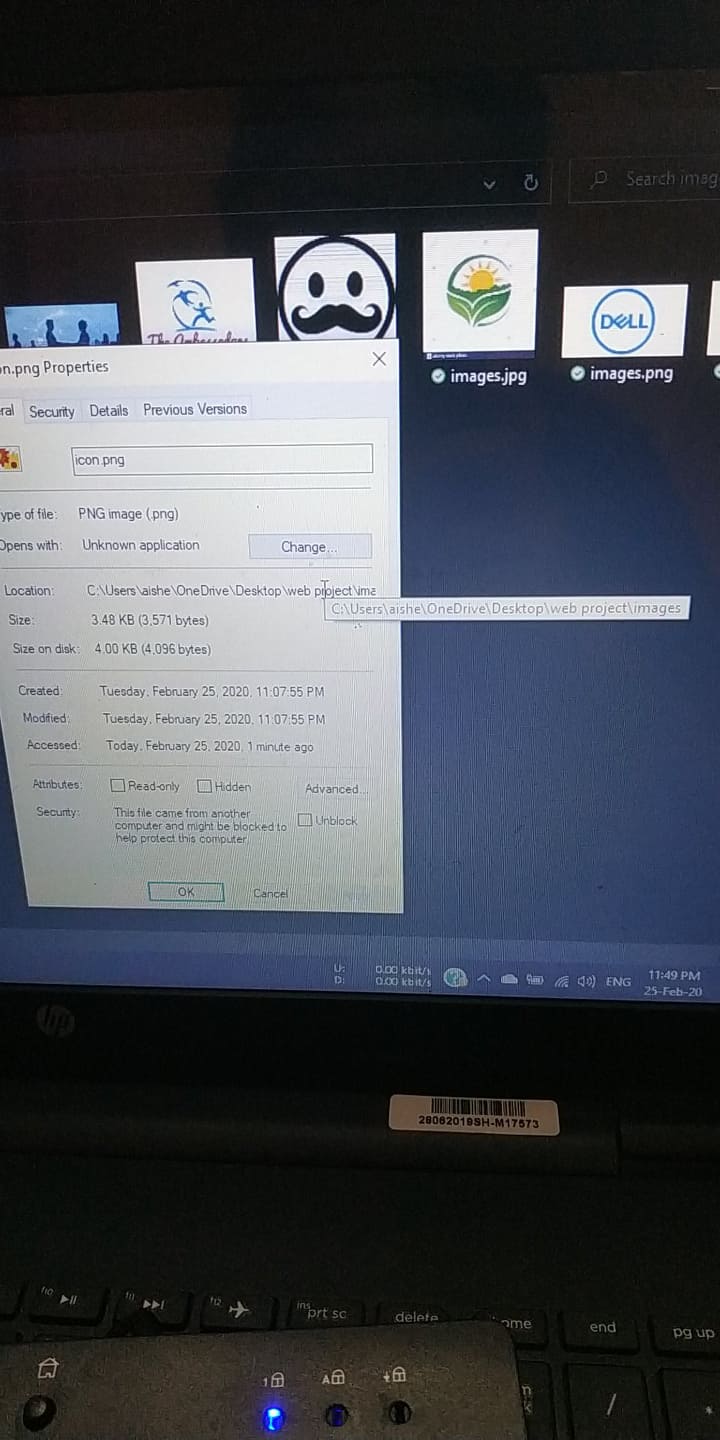 Search imag
The Ambassadors
DELL
images.jpg
images.png
on.png Properties
ral Security Details Previous Versions
icon.png
ype of file: PNG image (.png)
Opens with: Unknown application Change...
Location: C:\Users\aishe\OneDrive\Desktop\web project\ima
C:\Users\aishe\OneDrive\Desktop\web project\images
Size: 3.48 KB (3,571 bytes)
Size on disk: 4.00 KB (4,096 bytes)
Created: Tuesday, February 25, 2020, 11:07:55 PM
Modified: Tuesday, February 25, 2020, 11:07:55 PM
Accessed: Today, February 25, 2020, 1 minute ago
Attributes: Read-only Hidden Advanced...
Security: This file came from another
computer and might be blocked to
help protect this computer.
Unblock
OK Cancel
U: 0.00 kbit/s
D: 0.00 kbit/s
ENG
11:49 PM
25-Feb-20
hp
28062019SH-M17573
f10 f11 f12 ins
prt sc delete ome end pg up
1 A
/ *